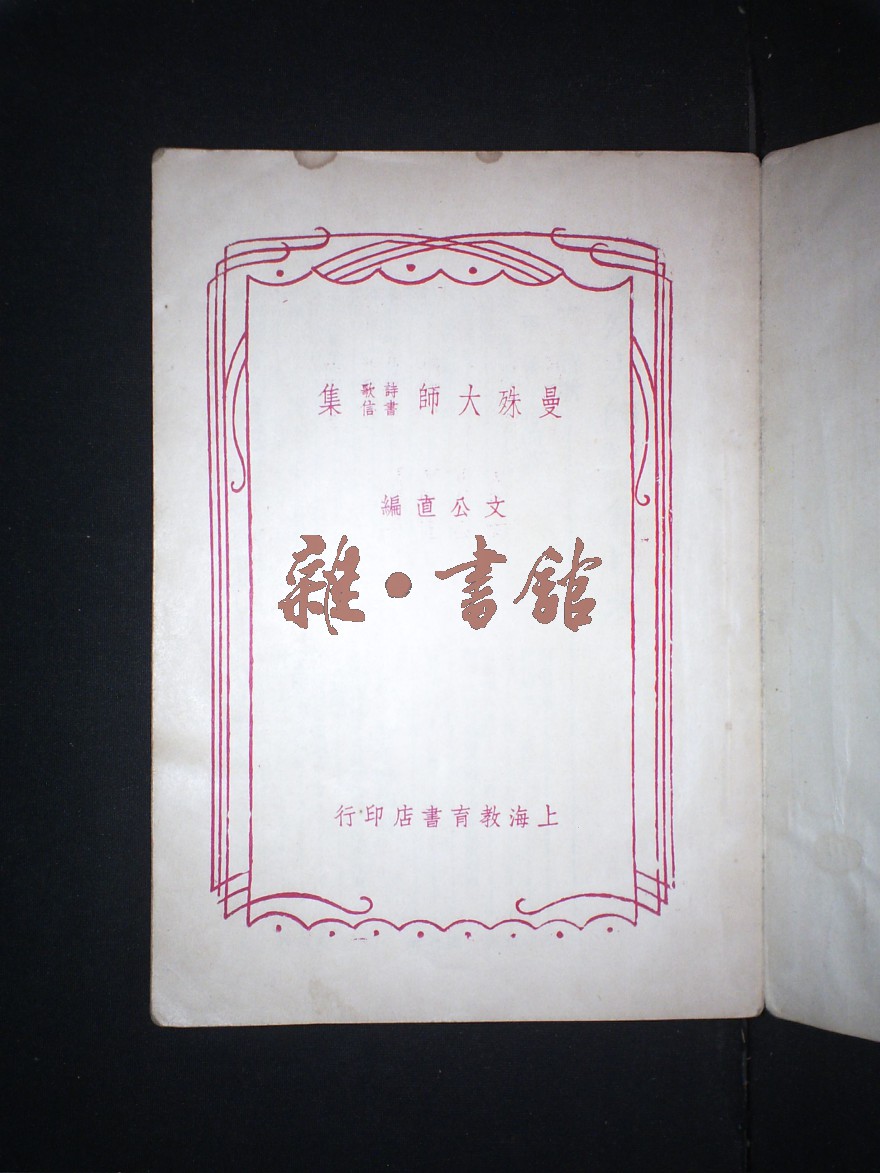 曼殊大師詩歌書信集
文公直編
雜·書館
上海教育書店印行